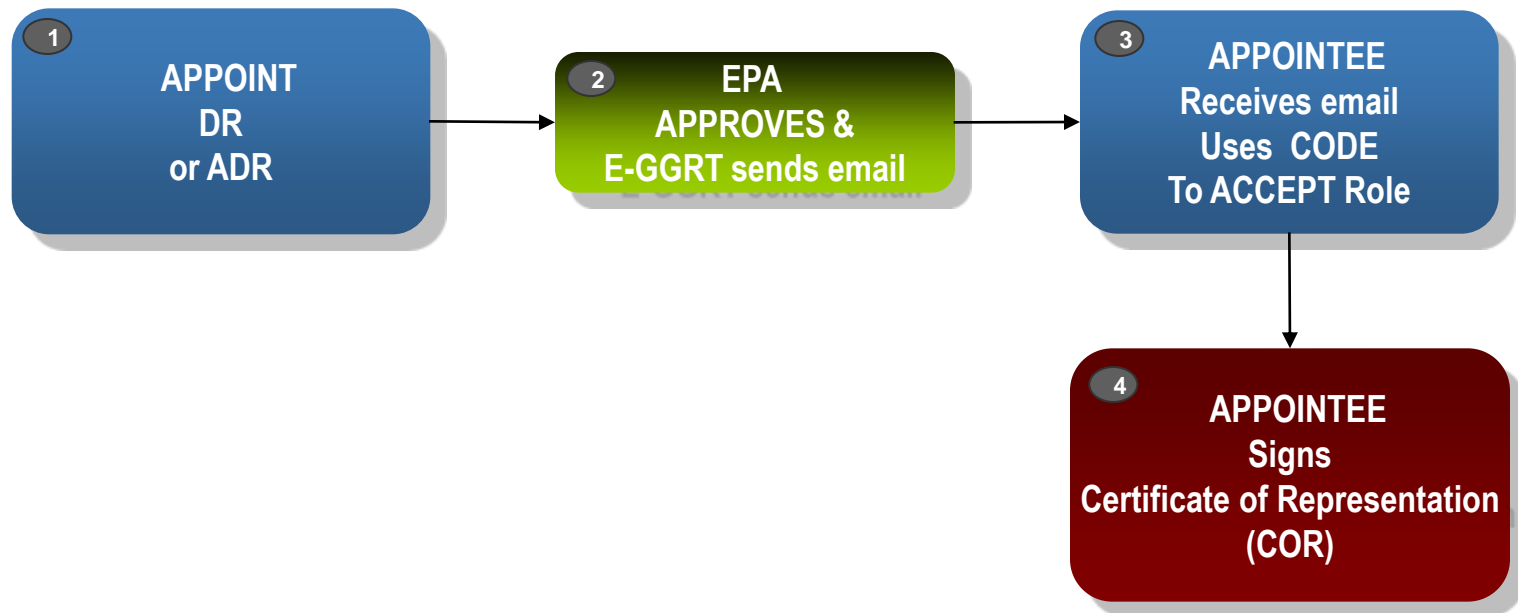 1
APPOINT
DR
or ADR
2
EPA
APPROVES &
E-GGRT sends email
3
APPOINTEE
Receives email
Uses CODE
To ACCEPT Role
4
APPOINTEE
Signs
Certificate of Representation
(COR)